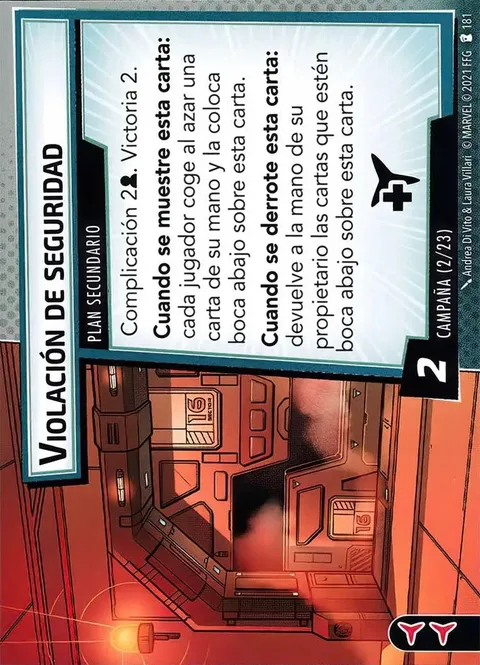 VIOLACIÓN DE SEGURIDAD
PLAN SECUNDARIO
Complicación 2. Victoria 2.
Cuando se muestre esta carta:
cada jugador coge al azar una
carta de su mano y la coloca
boca abajo sobre esta carta.
Cuando se derrote esta carta:
devuelve a la mano de su
propietario las cartas que estén
boca abajo sobre esta carta.
2
CAMPAÑA (2/23)
Andrea Di Vito & Laura Villari © MARVEL © 2021 FFG 181
16
16